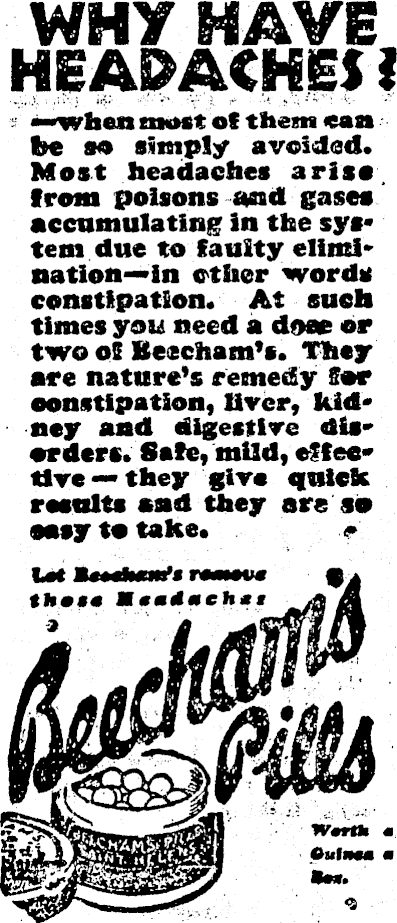 WHY HAVE
HEADACHES?
—when most of them can
be so simply avoided.
Most headaches arise
from poisons and gases
accumulating in the sys-
tem due to faulty elimi-
nation—in other words
constipation. At such
times you need a dose or
two of Beecham's. They
are nature's remedy for
constipation, liver, kid-
ney and digestive dis-
orders. Safe, mild, effec-
tive—they give quick
results and they are so
easy to take.
Let Beecham's remove
those Headaches
Beecham's
Pills
BEECHAMS PILLS
ST. HELENS
Worth a
Guinea a
Box.